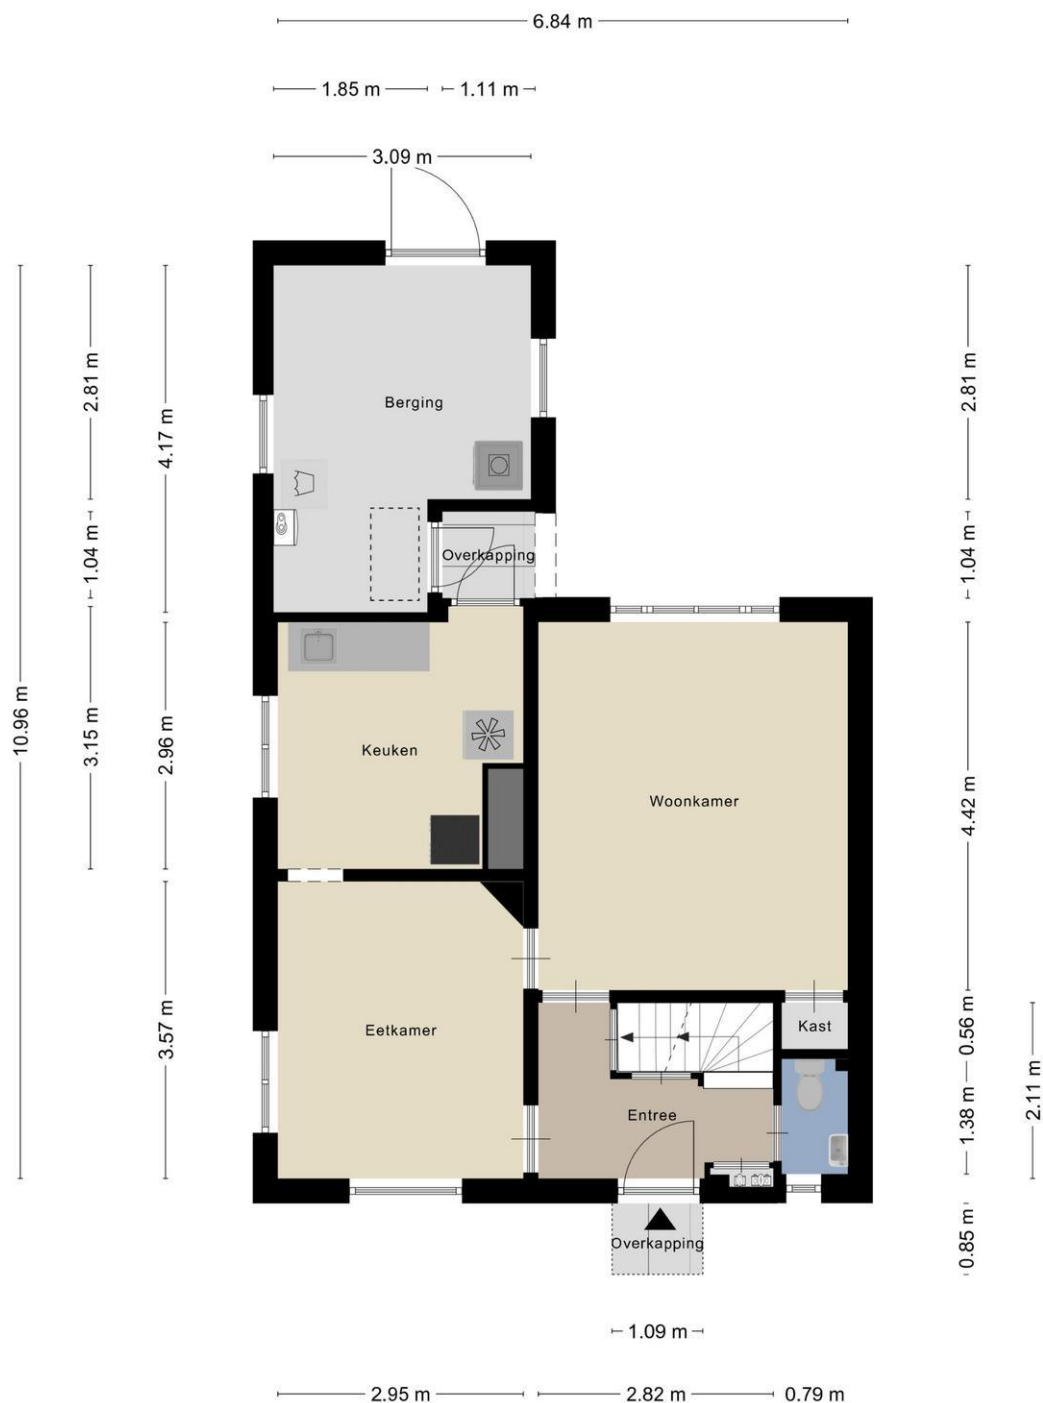 6.84 m
1.85 m
1.11 m
3.09 m
10.96 m
2.81 m
1.04 m
3.15 m
4.17 m
2.96 m
3.57 m
Berging
Overkapping
Keuken
Woonkamer
Eetkamer
Kast
Entree
Overkapping
2.81 m
1.04 m
4.42 m
0.56 m
1.38 m
0.85 m
2.11 m
1.09 m
2.95 m
2.82 m
0.79 m